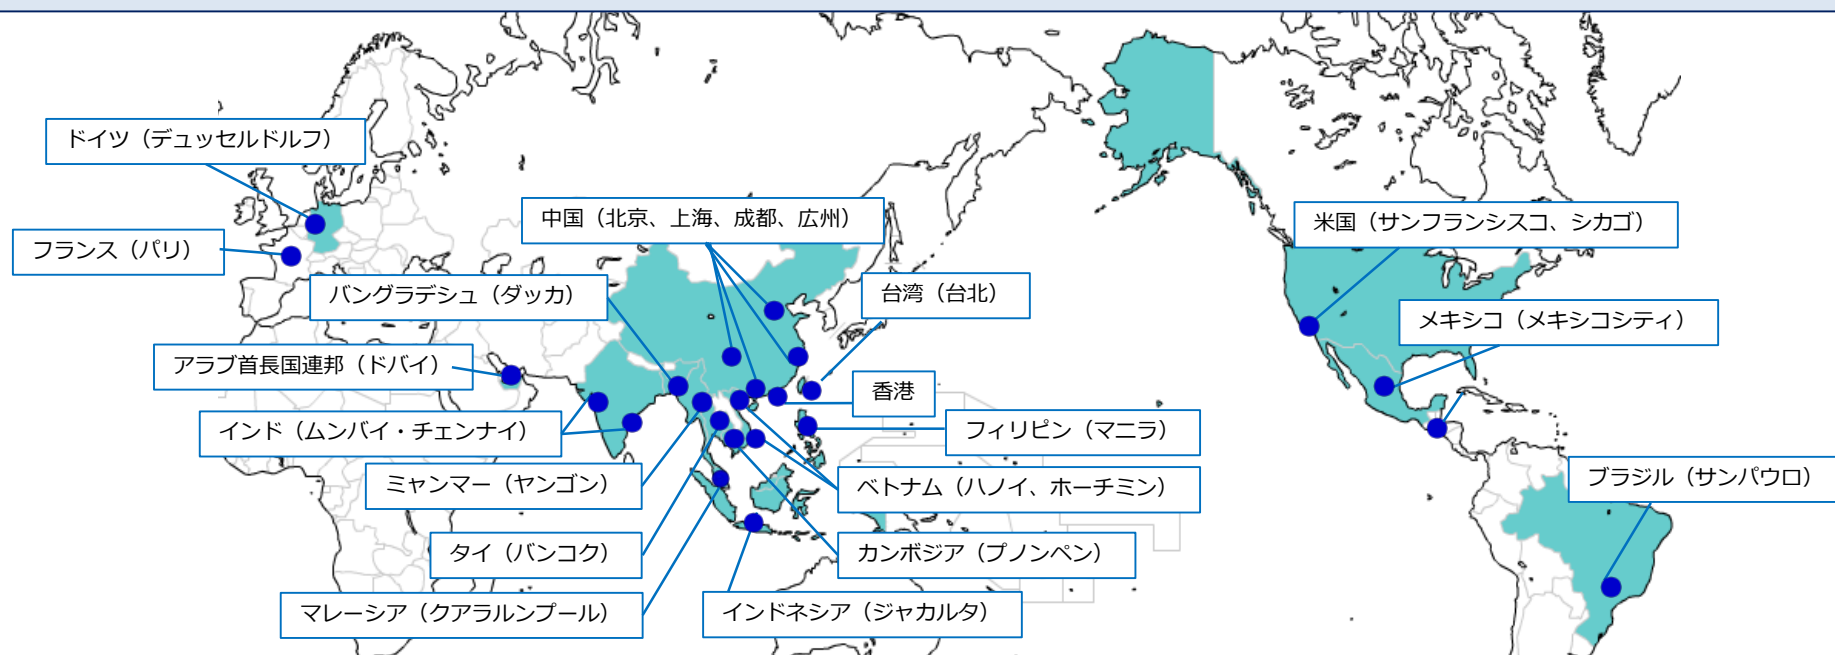 ドイツ（デュッセルドルフ）
フランス（パリ）
中国（北京、上海、成都、広州）
米国（サンフランシスコ、シカゴ）
バングラデシュ（ダッカ）
台湾（台北）
メキシコ（メキシコシティ）
アラブ首長国連邦（ドバイ）
香港
インド（ムンバイ・チェンナイ）
フィリピン（マニラ）
ミャンマー（ヤンゴン）
ベトナム（ハノイ、ホーチミン）
ブラジル（サンパウロ）
タイ（バンコク）
カンボジア（プノンペン）
マレーシア（クアラルンプール）
インドネシア（ジャカルタ）